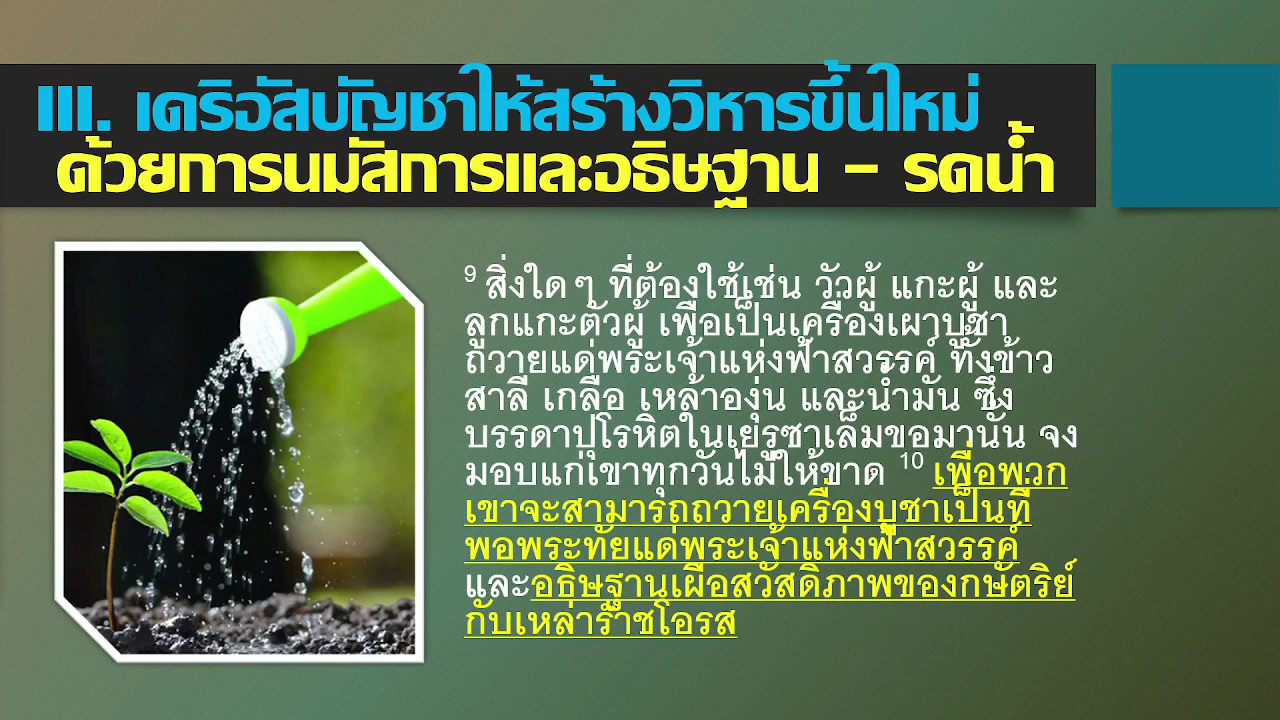 III. เดริอัสบัญชาให้สร้างวิหารขึ้นใหม่
ด้วยการนมัสการและอธิษฐาน - รดน้ำ
9 สิ่งใดๆ ที่ต้องใช้เช่น วัวผู้ แกะผู้ และ
ลูกแกะตัวผู้ เพื่อเป็นเครื่องเผาบูชา
ถวายแด่พระเจ้าแห่งฟ้าสวรรค์ ทั้งข้าว
สาลี เกลือ เหล้าองุ่น และน้ำมัน ซึ่ง
บรรดาปุโรหิตในเยรูซาเล็มขอมานั้น จง
มอบแก่เขาทุกวันไม่ให้ขาด 10 เพื่อพวก
เขาจะสามารถถวายเครื่องบูชาเป็นที่
พอพระทัยแด่พระเจ้าแห่งฟ้าสวรรค์
และอธิษฐานเผื่อสวัสดิภาพของกษัตริย์
กับเหล่าราชโอรส